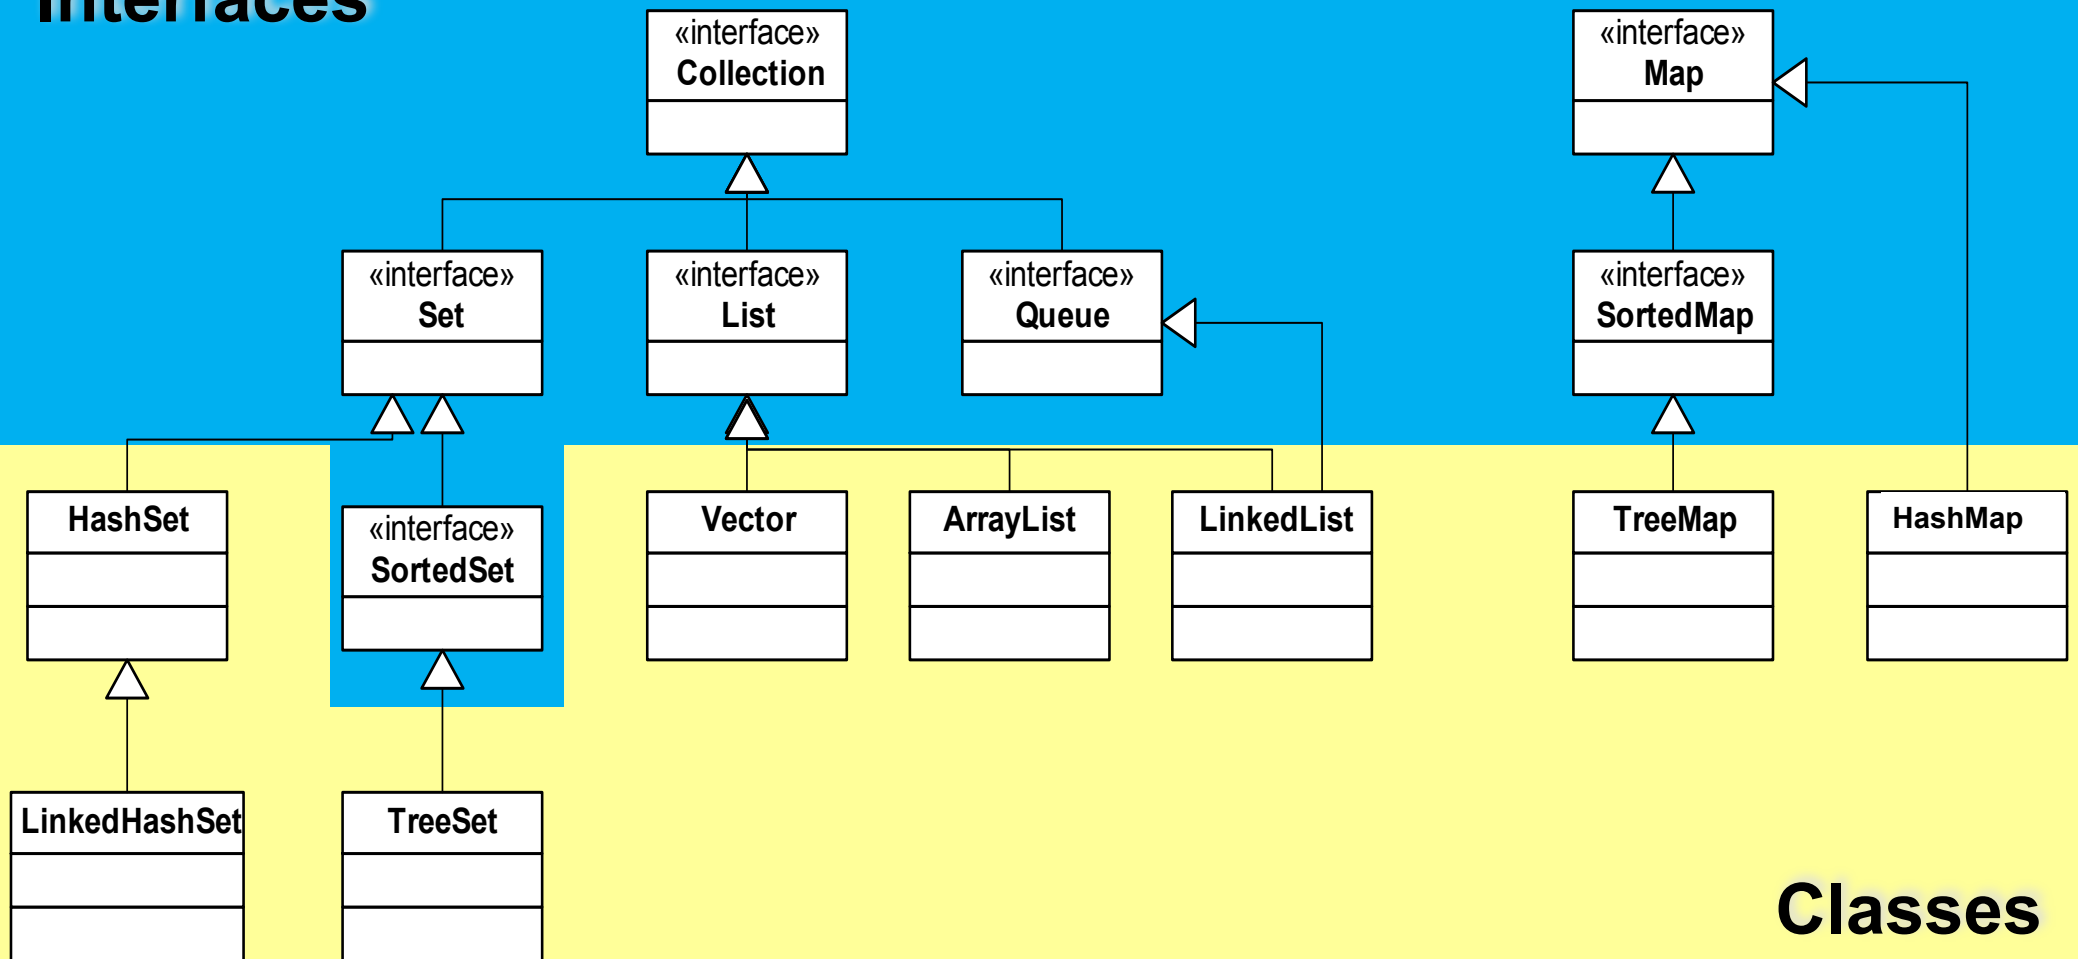 Interfaces
«interface»
Collection
«interface»
Map
«interface»
Set
«interface»
List
«interface»
Queue
«interface»
SortedMap
HashSet
«interface»
SortedSet
Vector
ArrayList
LinkedList
TreeMap
HashMap
LinkedHashSet
TreeSet
Classes